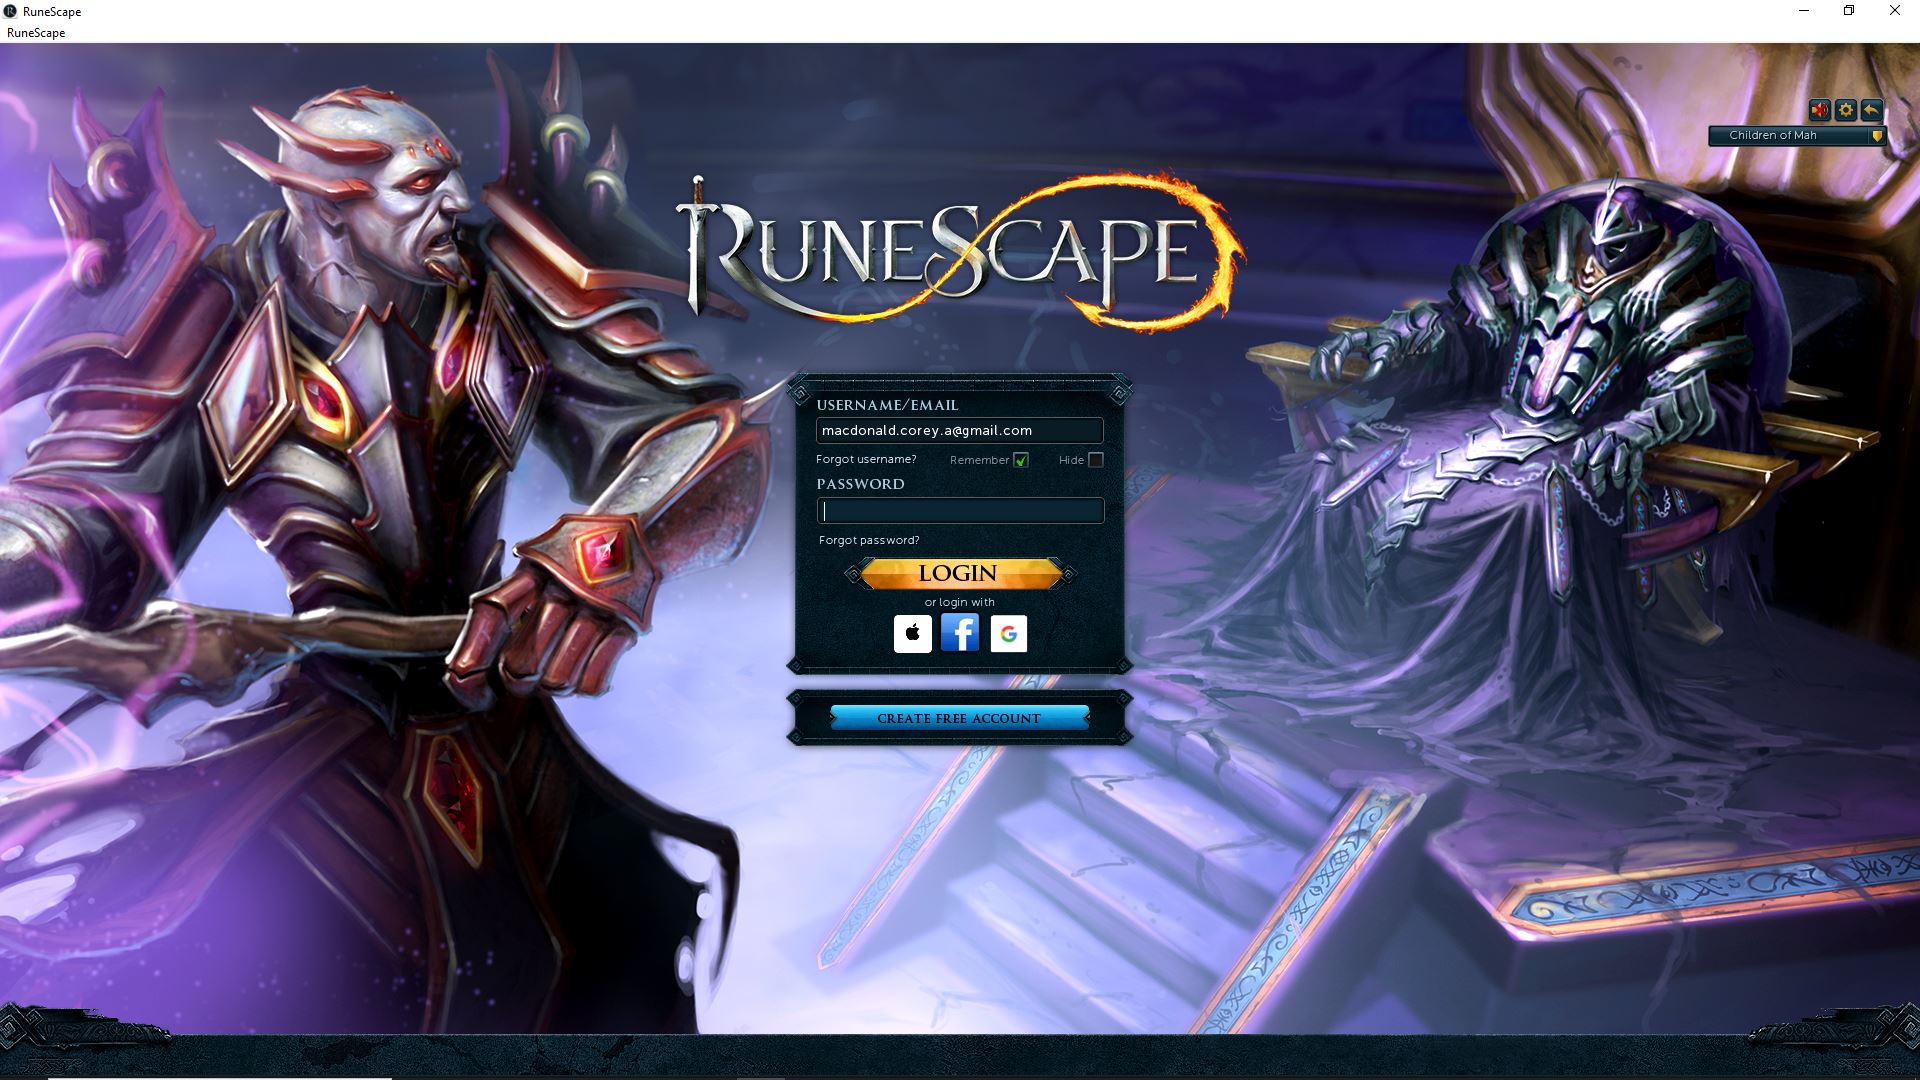 RuneScape
RuneScape
Children of Mah
RUNESCAPE
USERNAME/EMAIL
macdonald.corey.a@gmail.com
Forgot username? Remember Hide
PASSWORD
Forgot password?
LOGIN
or login with
CREATE FREE ACCOUNT